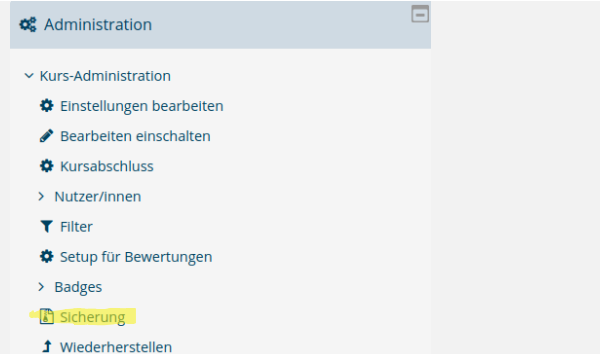 Administration
Kurs-Administration
Einstellungen bearbeiten
Bearbeiten einschalten
Kursabschluss
Nutzer/innen
Filter
Setup für Bewertungen
Badges
Sicherung
Wiederherstellen